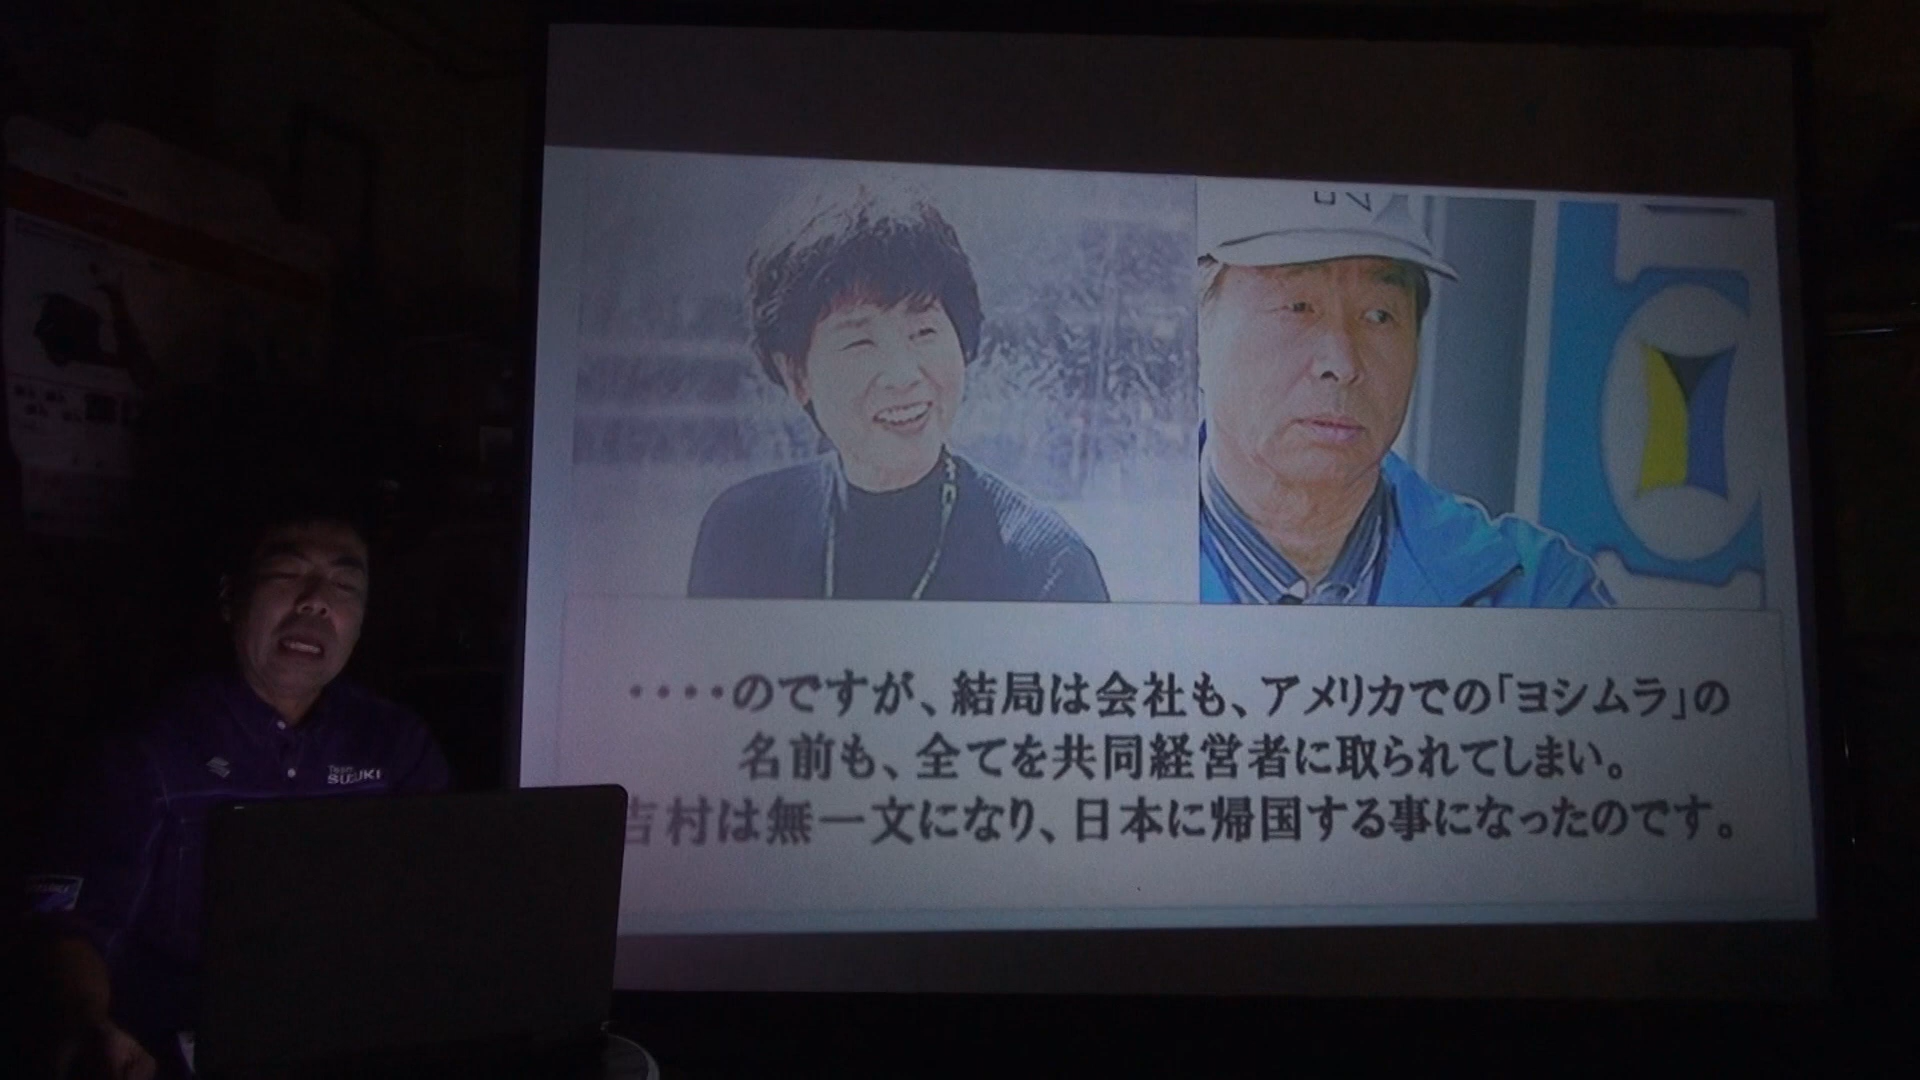 ‥‥のですが、結局は会社も、アメリカでの「ヨシムラ」の
名前も、全てを共同経営者に取られてしまい。
吉村は無一文になり、日本に帰国する事になったのです。
Team
SUZUKI